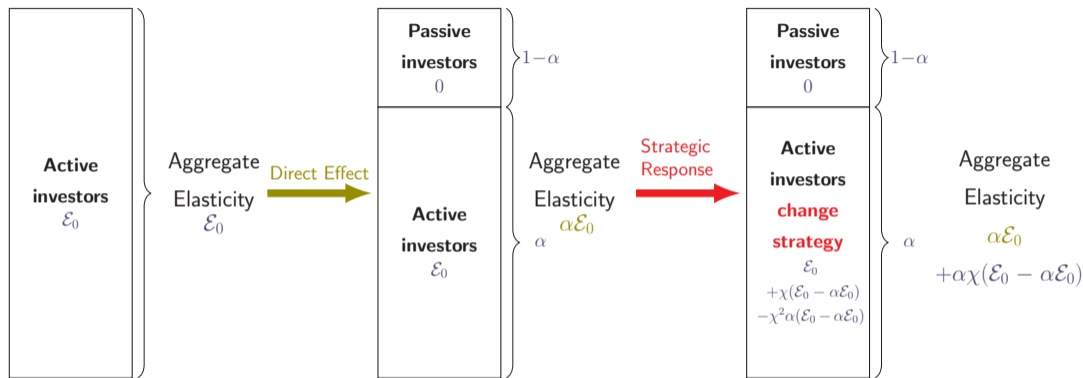 Active
investors
ℰ₀
Aggregate
Elasticity
ℰ₀
Direct Effect
Passive
investors
0
1−α
Active
investors
ℰ₀
α
Aggregate
Elasticity
αℰ₀
Strategic
Response
Passive
investors
0
1−α
Active
investors
change
strategy
ℰ₀
+χ(ℰ₀ − αℰ₀)
−χ²α(ℰ₀ − αℰ₀)
α
Aggregate
Elasticity
αℰ₀
+αχ(ℰ₀ − αℰ₀)